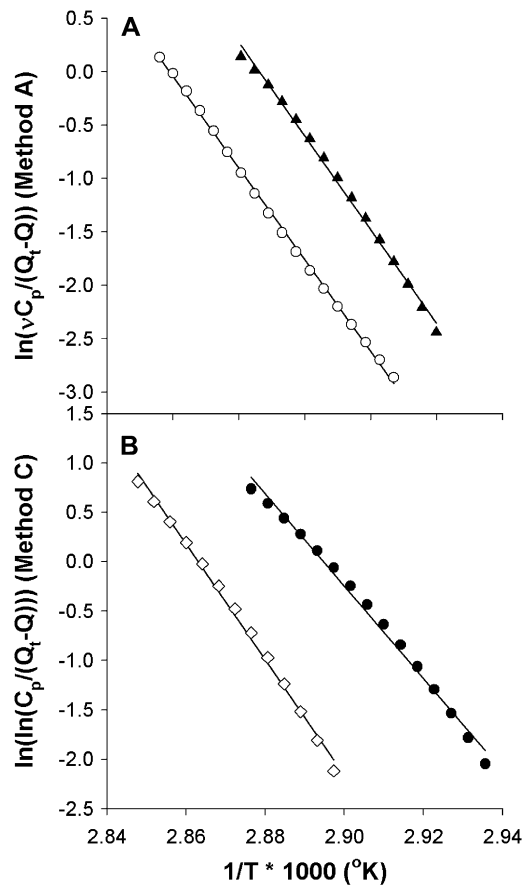 A
0.5
0.0
-0.5
-1.0
-1.5
-2.0
-2.5
-3.0
ln(νCp/(Qt-Q)) (Method A)
B
1.5
1.0
0.5
0.0
-0.5
-1.0
-1.5
-2.0
-2.5
ln(ln(Cp/(Qt-Q))) (Method C)
2.84 2.86 2.88 2.90 2.92 2.94
1/T * 1000 (°K)